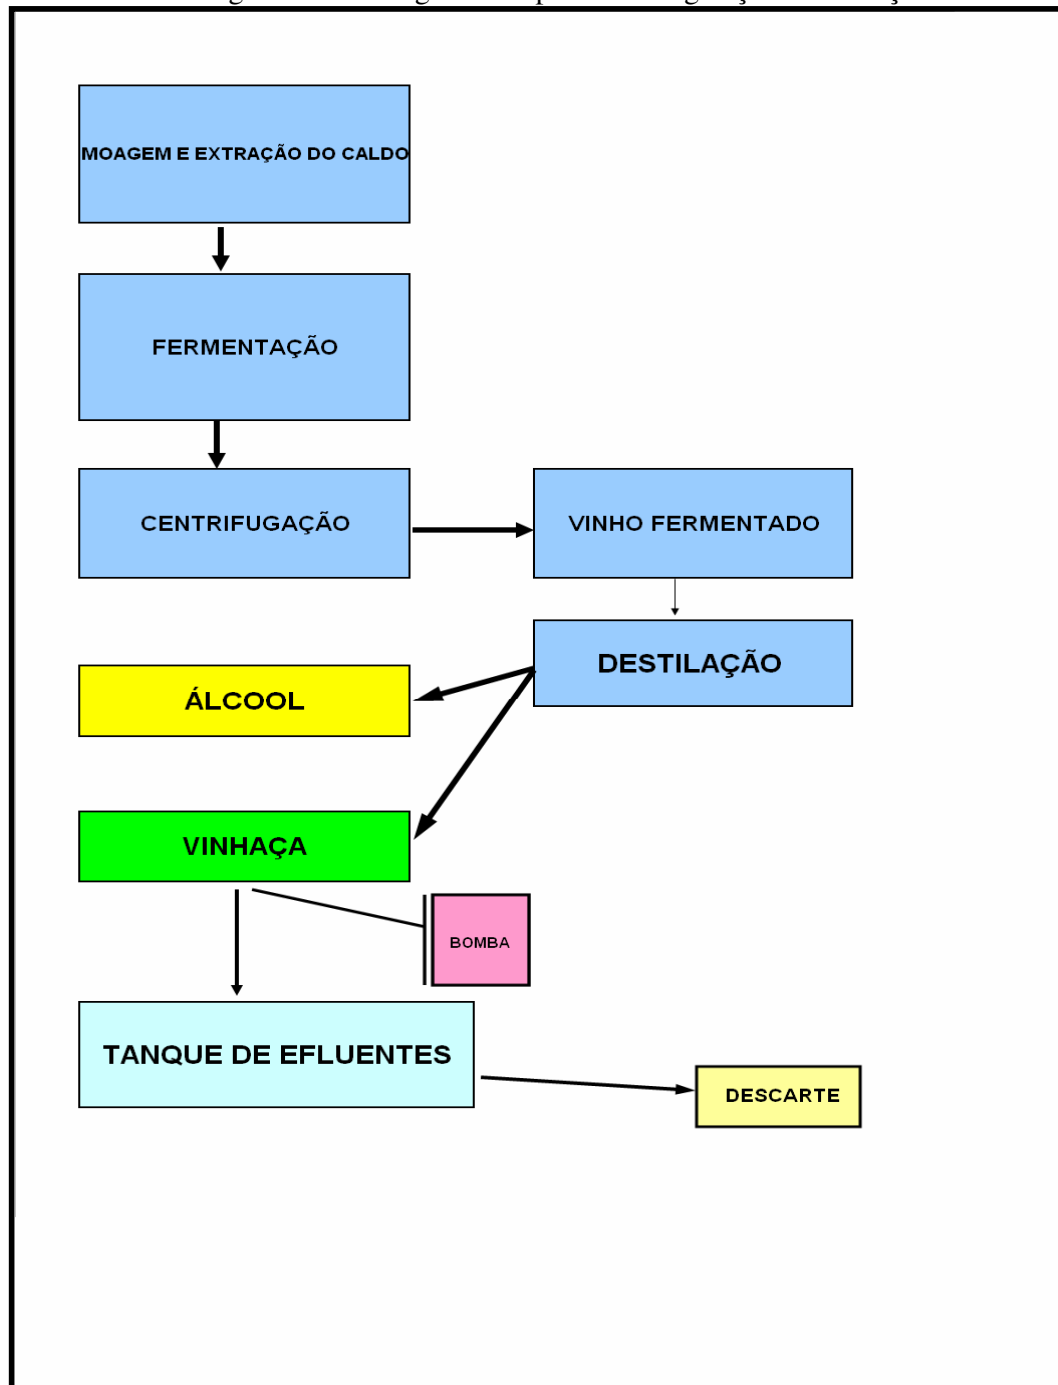 MOAGEM E EXTRAÇÃO DO CALDO
FERMENTAÇÃO
CENTRIFUGAÇÃO
VINHO FERMENTADO
DESTILAÇÃO
ÁLCOOL
VINHAÇA
BOMBA
TANQUE DE EFLUENTES
DESCARTE